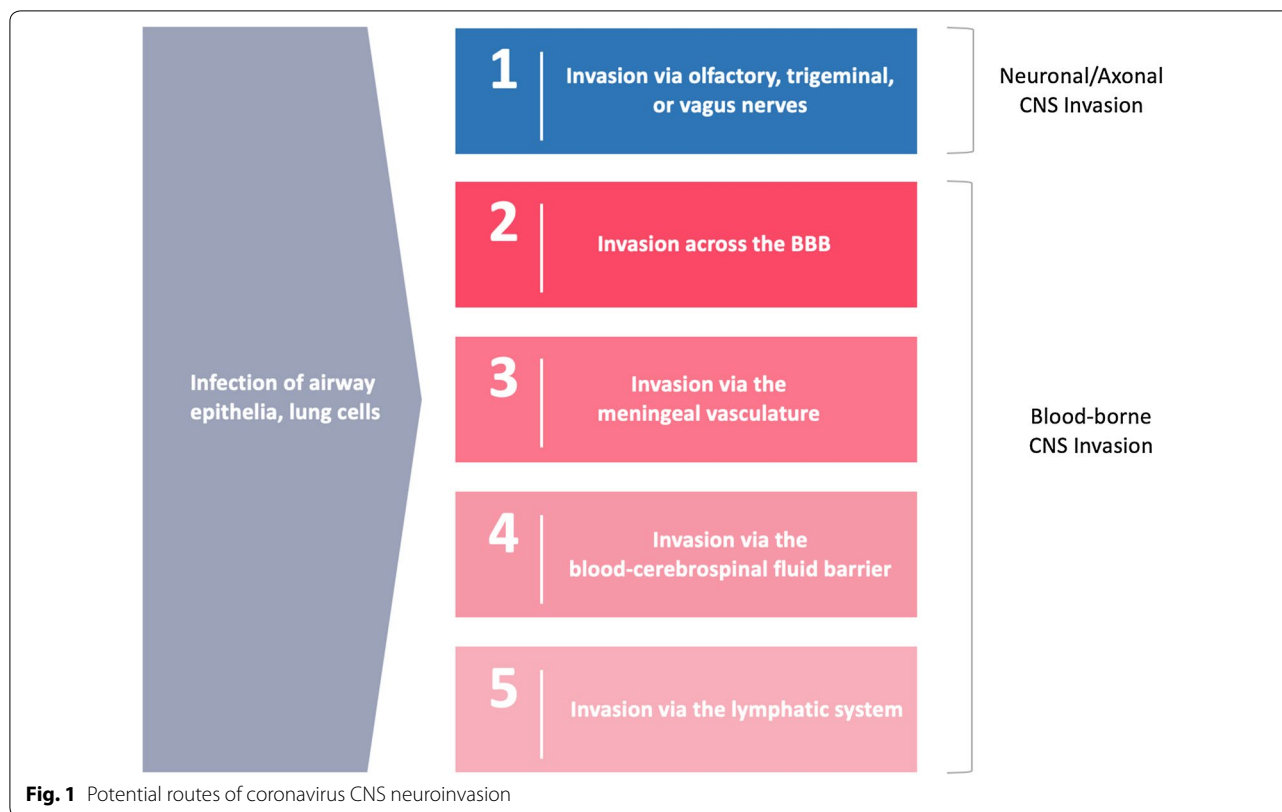 Infection of airway
epithelia, lung cells
1
Invasion via olfactory, trigeminal,
or vagus nerves
Neuronal/Axonal
CNS Invasion
2
Invasion across the BBB
3
Invasion via the
meningeal vasculature
4
Invasion via the
blood-cerebrospinal fluid barrier
5
Invasion via the lymphatic system
Blood-borne
CNS Invasion
Fig. 1 Potential routes of coronavirus CNS neuroinvasion